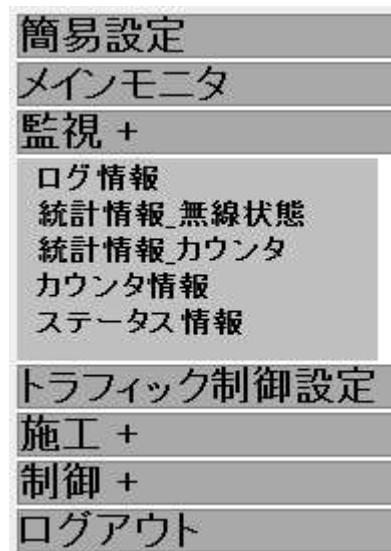 簡易設定
メインモニタ
監視 +
ログ情報
統計情報_無線状態
統計情報_カウンタ
カウンタ情報
ステータス情報
トラフィック制御設定
施工 +
制御 +
ログアウト